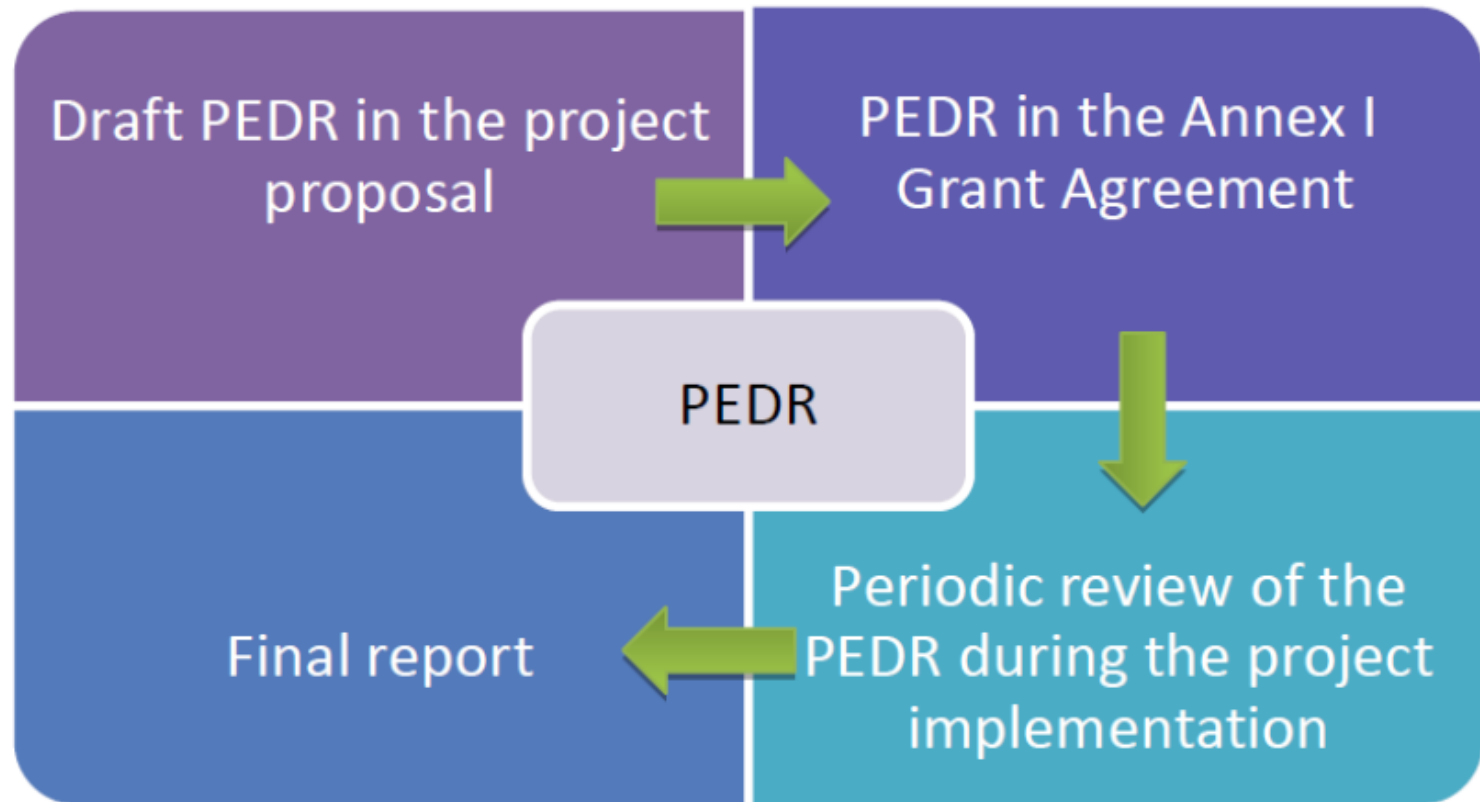 Draft PEDR in the project
proposal
PEDR in the Annex I
Grant Agreement
PEDR
Final report
Periodic review of the
PEDR during the project
implementation